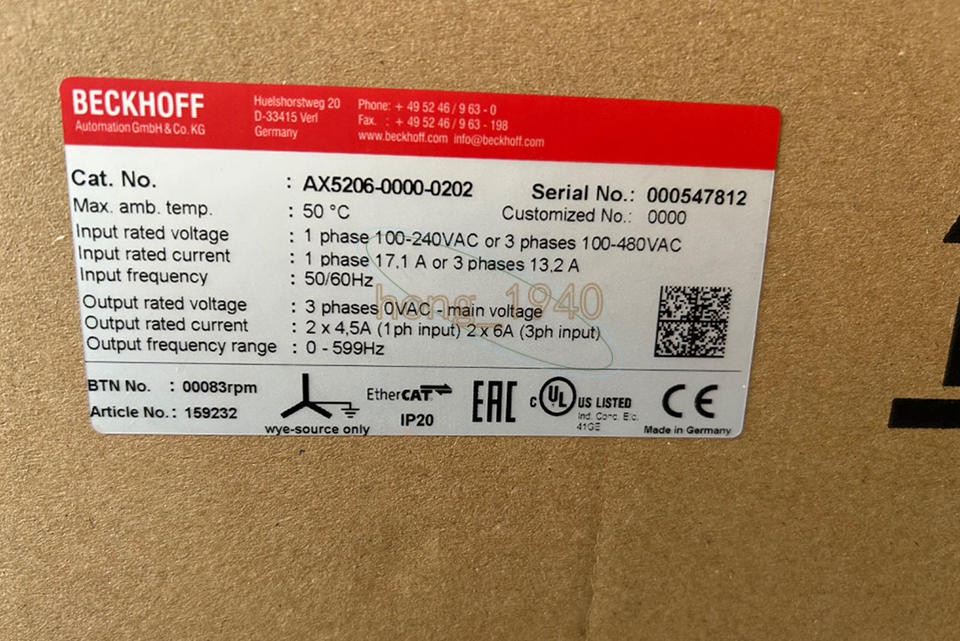 BECKHOFF
Automation GmbH & Co. KG
Huelshorstweg 20
D-33415 Verl
Germany
Phone: + 49 52 46 / 9 63 - 0
Fax. : + 49 52 46 / 9 63 - 198
www.beckhoff.com info@beckhoff.com
Cat. No. : AX5206-0000-0202 Serial No.: 000547812
Max. amb. temp. : 50 °C Customized No.: 0000
Input rated voltage : 1 phase 100-240VAC or 3 phases 100-480VAC
Input rated current : 1 phase 17,1 A or 3 phases 13,2 A
Input frequency : 50/60Hz
hong_1940
Output rated voltage : 3 phases 0VAC - main voltage
Output rated current : 2 x 4,5A (1ph input) 2 x 6A (3ph input)
Output frequency range : 0 - 599Hz
BTN No. : 00083rpm
Article No.: 159232
wye-source only
EtherCAT
IP20
EAC
c UL US LISTED
Ind. Conc. Eic.
41GE
CE
Made in Germany